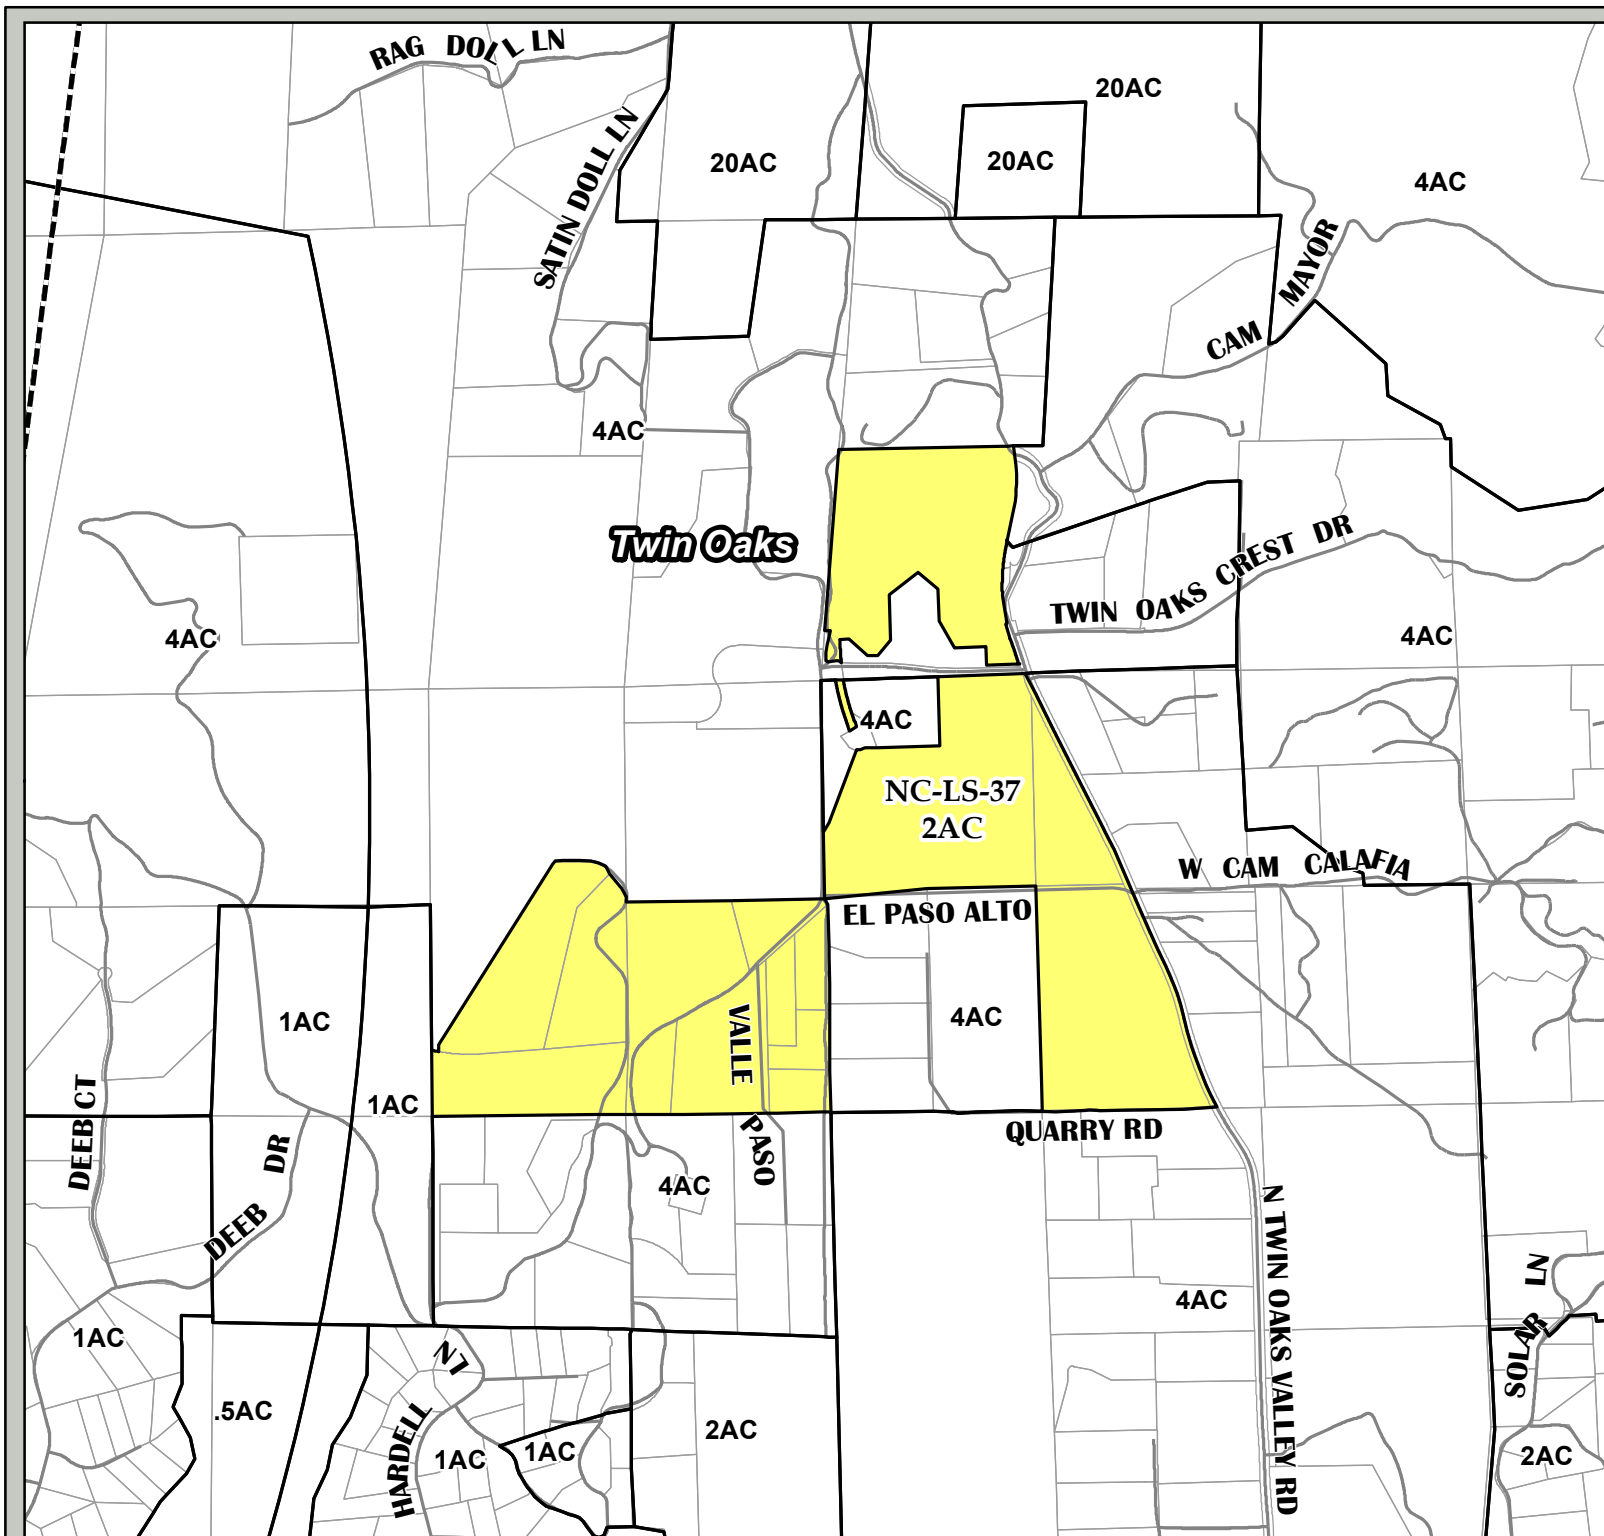 RAG DOLL LN
20AC
20AC
20AC
4AC
SATIN DOLL LN
CAM MAYOR
4AC
Twin Oaks
TWIN OAKS CREST DR
4AC
4AC
4AC
NC-LS-37
2AC
W CAM CALAFIA
EL PASO ALTO
1AC
4AC
VALLE PASO
1AC
DEEB CT
QUARRY RD
DEEB DR
4AC
N TWIN OAKS VALLEY RD
4AC
SOLAR LN
1AC
HARDELL LN
.5AC
2AC
1AC
1AC
2AC